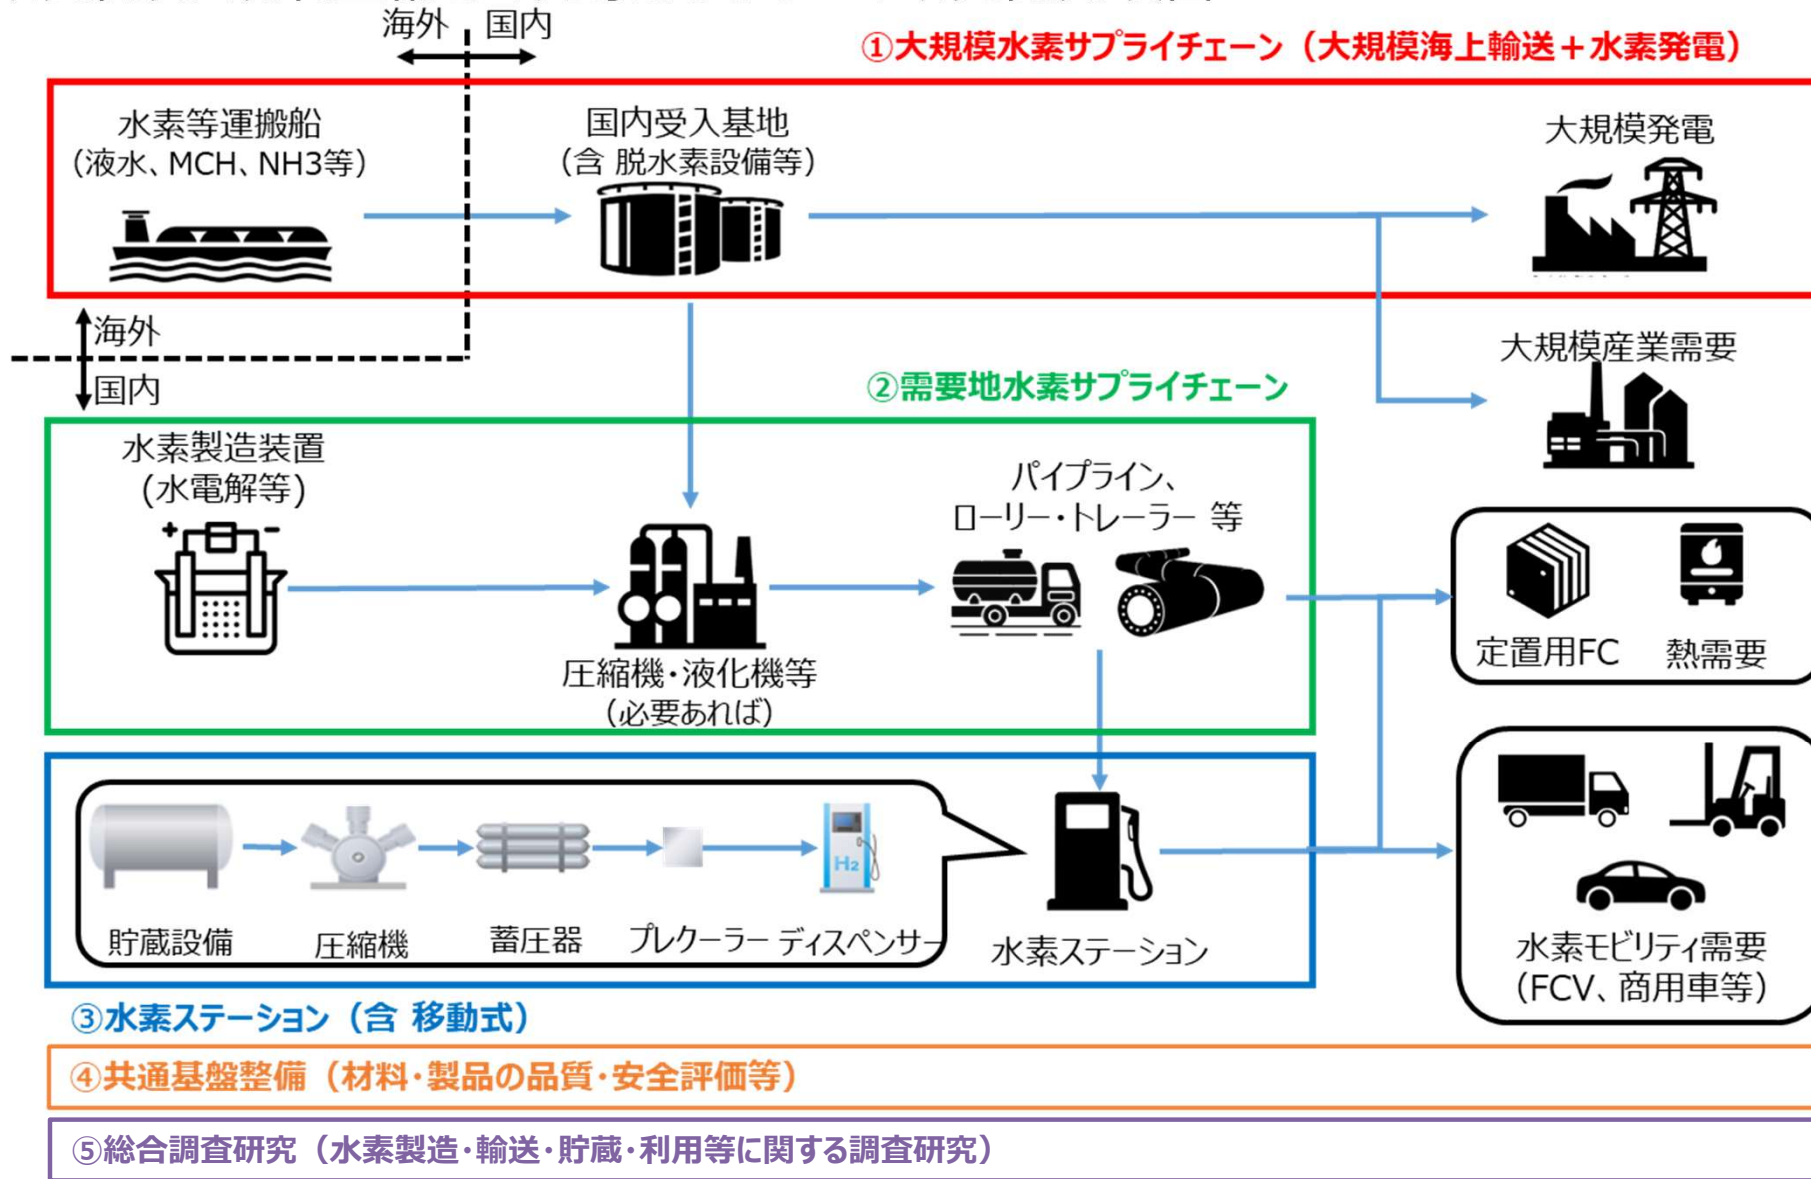 海外 国内
①大規模水素サプライチェーン（大規模海上輸送＋水素発電）
水素等運搬船
（液水、MCH、NH3等）
国内受入基地
（含 脱水素設備等）
大規模発電
海外
国内
大規模産業需要
②需要地水素サプライチェーン
水素製造装置
(水電解等)
パイプライン、
ローリー・トレーラー 等
圧縮機・液化機等
（必要あれば）
定置用FC
熱需要
H2
貯蔵設備
圧縮機
蓄圧器
プレクーラー
ディスペンサー
水素ステーション
水素モビリティ需要
（FCV、商用車等）
③水素ステーション（含 移動式）
④共通基盤整備（材料・製品の品質・安全評価等）
⑤総合調査研究（水素製造・輸送・貯蔵・利用等に関する調査研究）